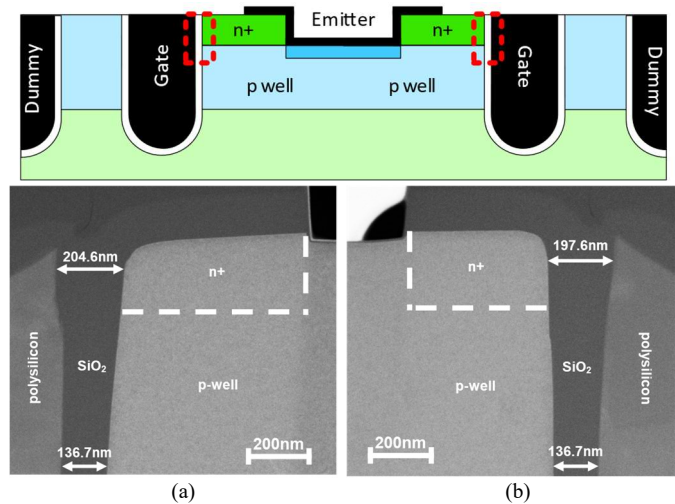 Emitter
n+
n+
Dummy
Gate
p well
p well
Gate
Dummy
204.6nm
n+
polysilicon
SiO₂
p-well
200nm
136.7nm
197.6nm
n+
polysilicon
SiO₂
p-well
200nm
136.7nm
(a)
(b)